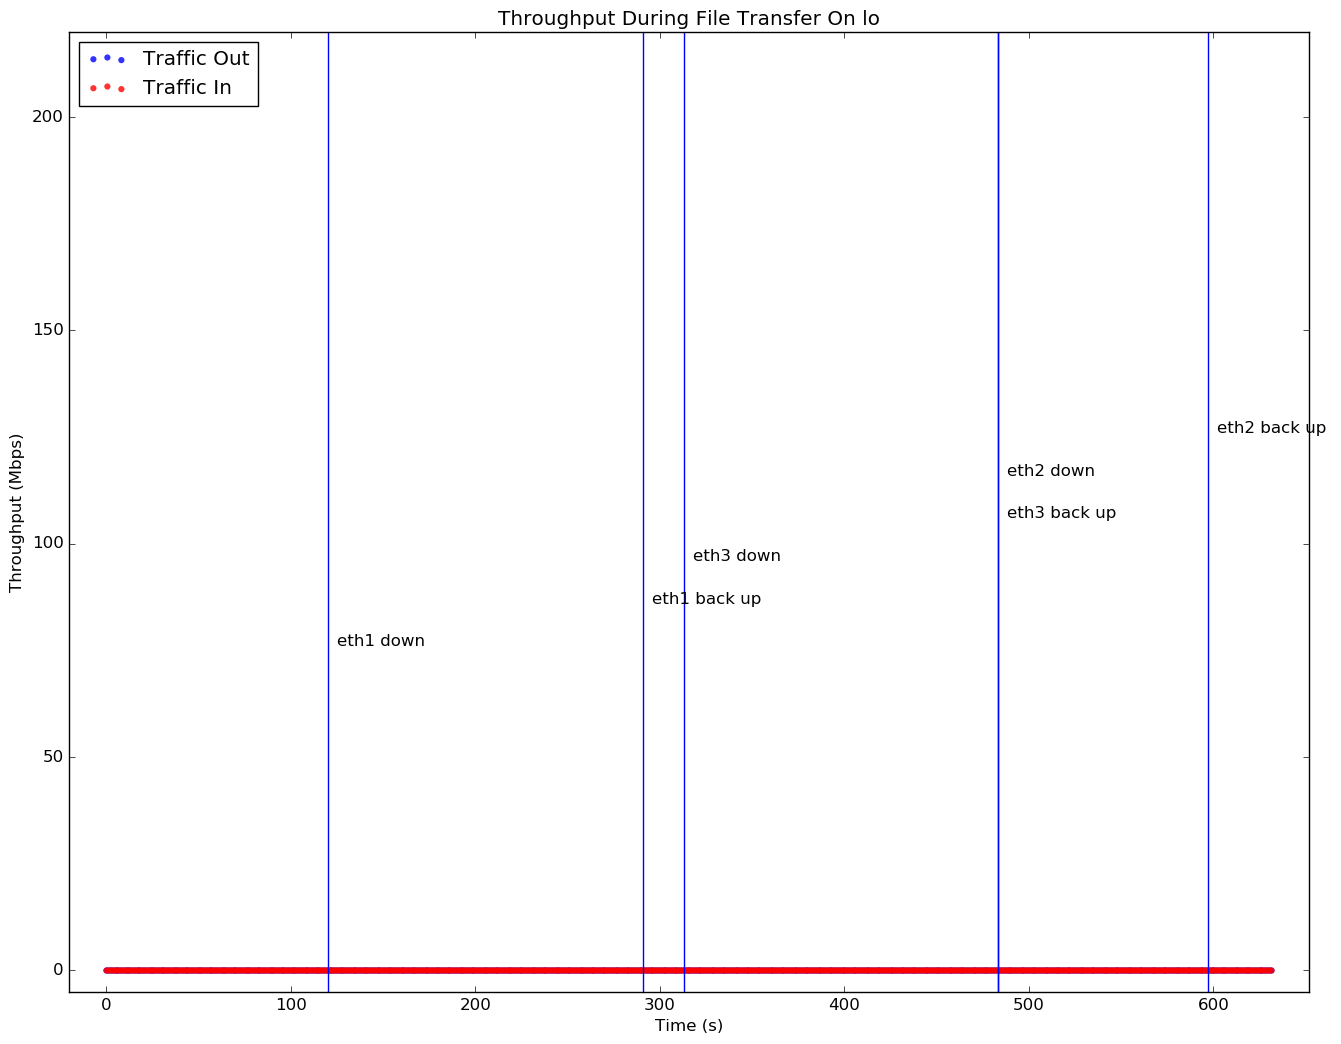 Throughput During File Transfer On lo
Traffic Out
Traffic In
200
150
100
50
0
Throughput (Mbps)
eth2 back up
eth2 down
eth3 back up
eth3 down
eth1 back up
eth1 down
0 100 200 300 400 500 600
Time (s)